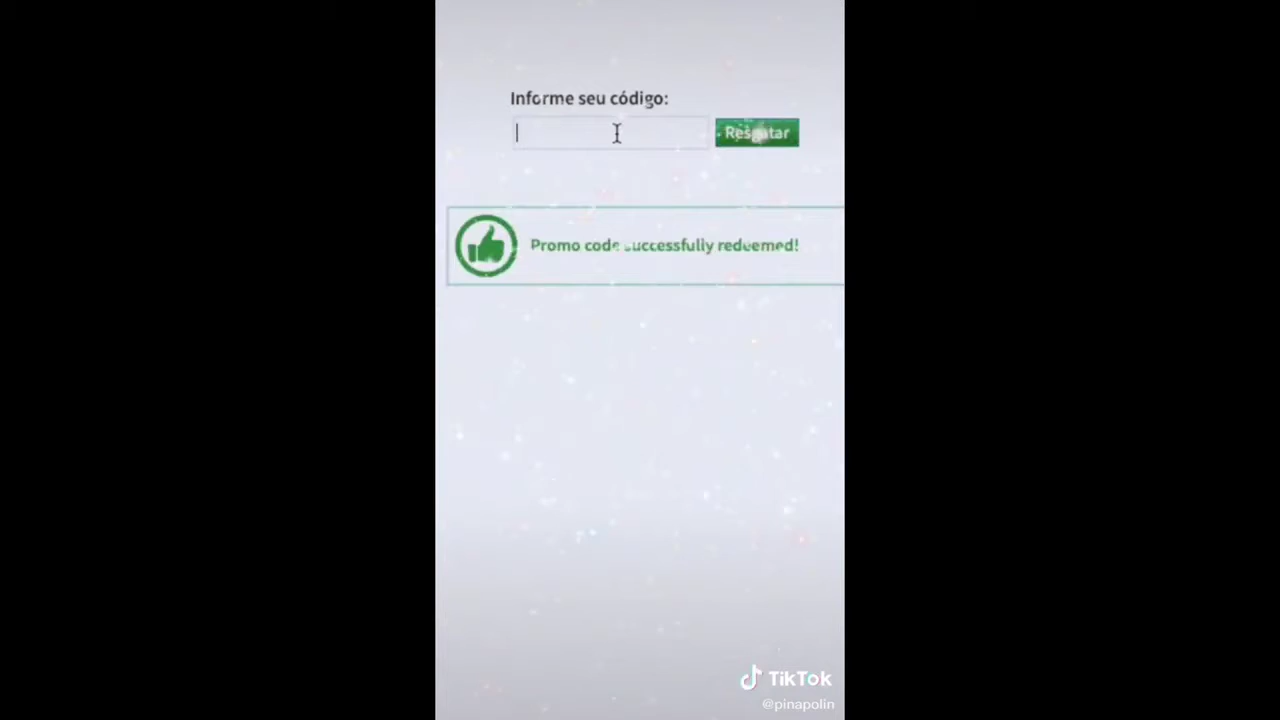 Informe seu código:
Resgatar
Promo code successfully redeemed!
TikTok
@pinapolin